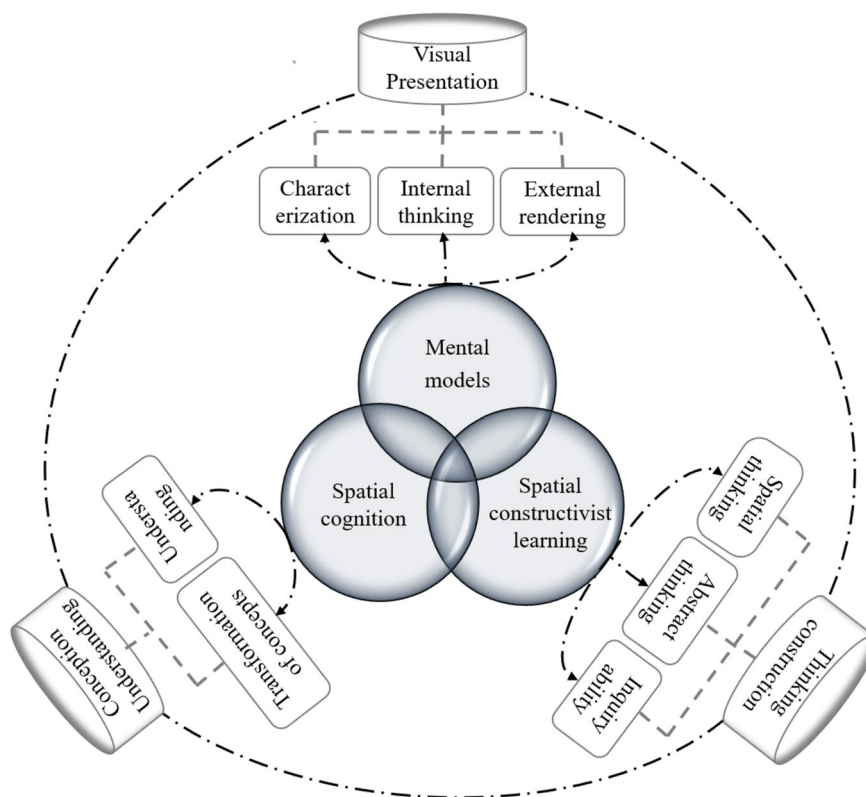 Visual
Presentation
Charact
erization
Internal
thinking
External
rendering
Mental
models
Spatial
cognition
Spatial
constructivist
learning
Understa
nding
Transformation
of concepts
Conception
Understanding
Spatial
thinking
Abstract
thinking
Inquiry
ability
Thinking
construction